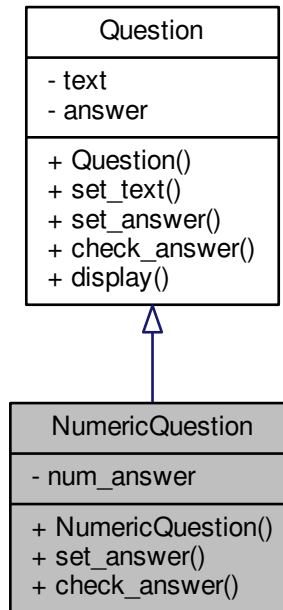 Question
- text
- answer
+ Question()
+ set_text()
+ set_answer()
+ check_answer()
+ display()
NumericQuestion
- num_answer
+ NumericQuestion()
+ set_answer()
+ check_answer()